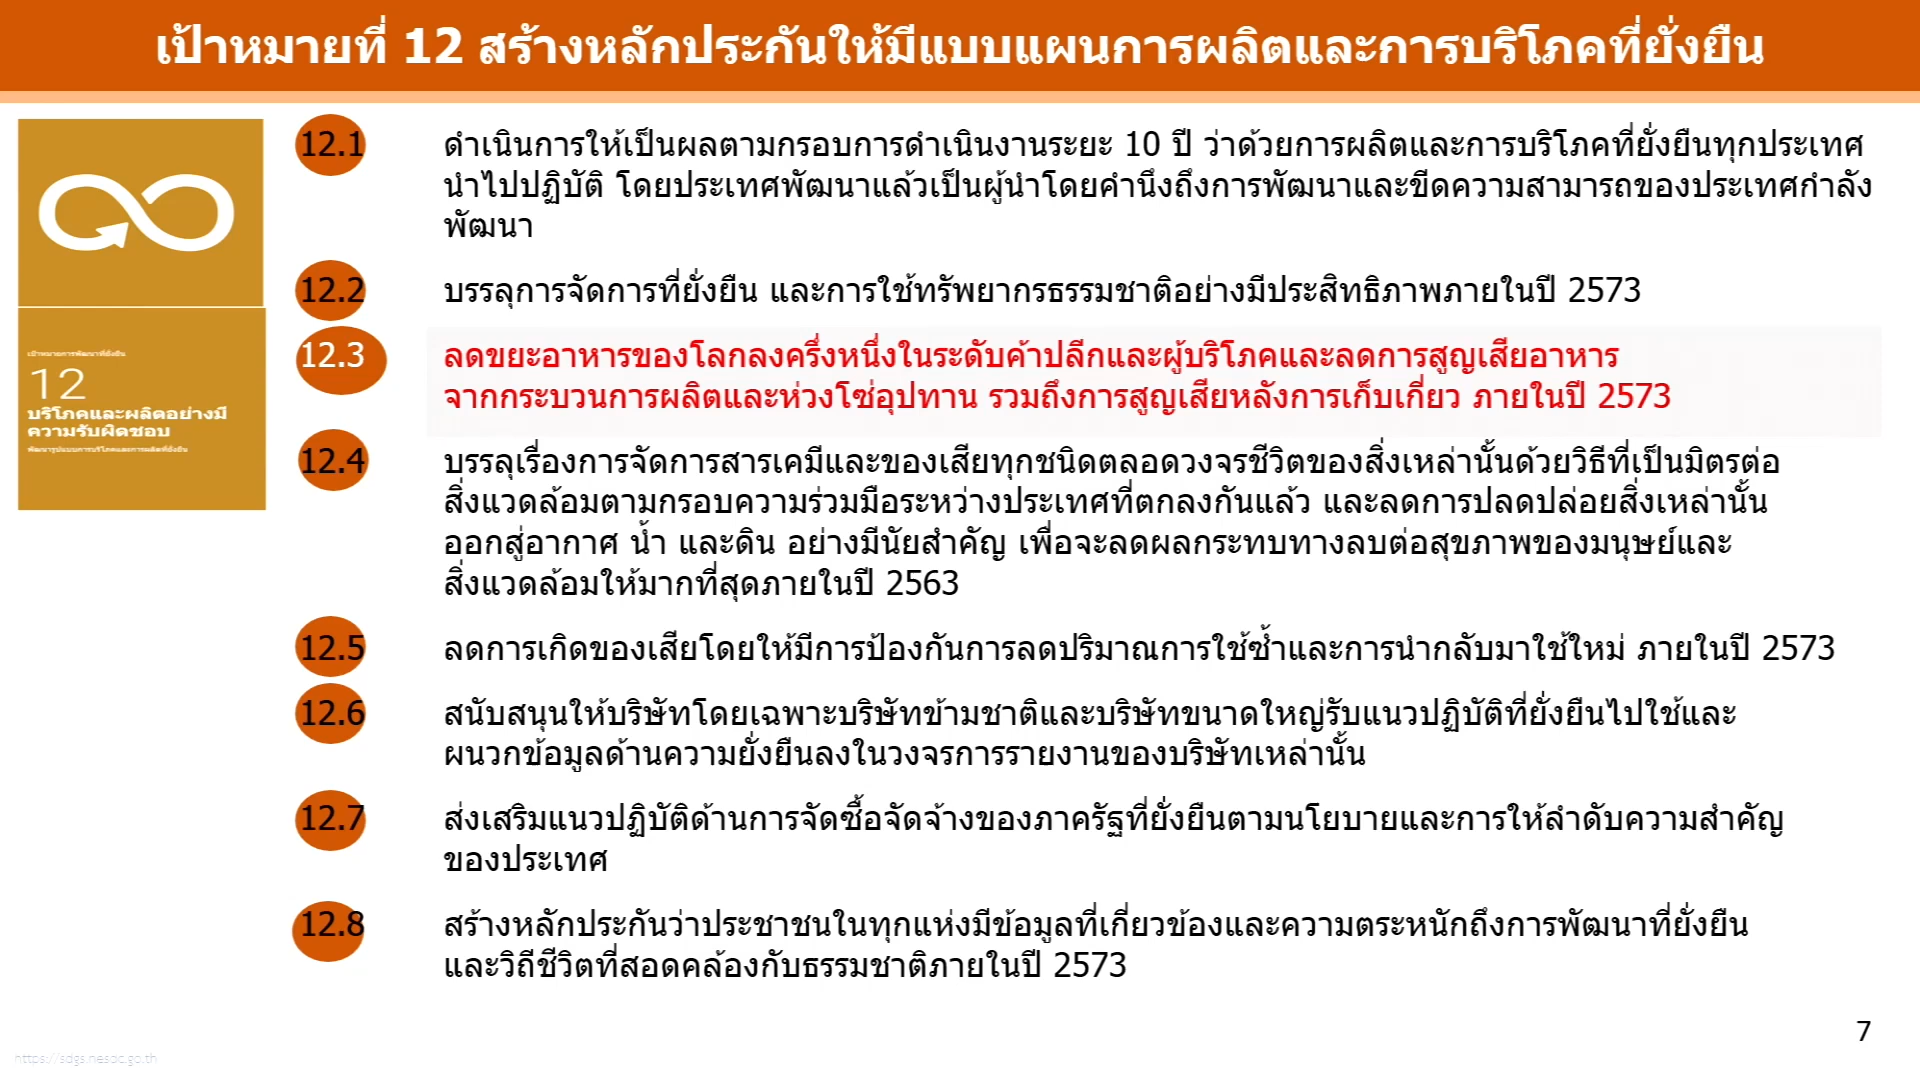 เป้าหมายที่ 12 สร้างหลักประกันให้มีแบบแผนการผลิตและการบริโภคที่ยั่งยืน
12.1
ดำเนินการให้เป็นผลตามกรอบการดำเนินงานระยะ 10 ปี ว่าด้วยการผลิตและการบริโภคที่ยั่งยืนทุกประเทศ
นำไปปฏิบัติ โดยประเทศพัฒนาแล้วเป็นผู้นำโดยคำนึงถึงการพัฒนาและขีดความสามารถของประเทศกำลัง
พัฒนา
12.2
บรรลุการจัดการที่ยั่งยืน และการใช้ทรัพยากรธรรมชาติอย่างมีประสิทธิภาพภายในปี 2573
12.3
ลดขยะอาหารของโลกลงครึ่งหนึ่งในระดับค้าปลีกและผู้บริโภคและลดการสูญเสียอาหาร
จากกระบวนการผลิตและห่วงโซ่อุปทาน รวมถึงการสูญเสียหลังการเก็บเกี่ยว ภายในปี 2573
เป้าหมายการพัฒนาที่ยั่งยืน
12
บริโภคและผลิตอย่างมี
ความรับผิดชอบ
พัฒนารูปแบบการบริโภคและการผลิตที่ยั่งยืน
12.4
บรรลุเรื่องการจัดการสารเคมีและของเสียทุกชนิดตลอดวงจรชีวิตของสิ่งเหล่านั้นด้วยวิธีที่เป็นมิตรต่อ
สิ่งแวดล้อมตามกรอบความร่วมมือระหว่างประเทศที่ตกลงกันแล้ว และลดการปลดปล่อยสิ่งเหล่านั้น
ออกสู่อากาศ น้ำ และดิน อย่างมีนัยสำคัญ เพื่อจะลดผลกระทบทางลบต่อสุขภาพของมนุษย์และ
สิ่งแวดล้อมให้มากที่สุดภายในปี 2563
12.5
ลดการเกิดของเสียโดยให้มีการป้องกันการลดปริมาณการใช้ซ้ำและการนำกลับมาใช้ใหม่ ภายในปี 2573
12.6
สนับสนุนให้บริษัทโดยเฉพาะบริษัทข้ามชาติและบริษัทขนาดใหญ่รับแนวปฏิบัติที่ยั่งยืนไปใช้และ
ผนวกข้อมูลด้านความยั่งยืนลงในวงจรการรายงานของบริษัทเหล่านั้น
12.7
ส่งเสริมแนวปฏิบัติด้านการจัดซื้อจัดจ้างของภาครัฐที่ยั่งยืนตามนโยบายและการให้ลำดับความสำคัญ
ของประเทศ
12.8
สร้างหลักประกันว่าประชาชนในทุกแห่งมีข้อมูลที่เกี่ยวข้องและความตระหนักถึงการพัฒนาที่ยั่งยืน
และวิถีชีวิตที่สอดคล้องกับธรรมชาติภายในปี 2573
7
https://sdgs.nesdc.go.th